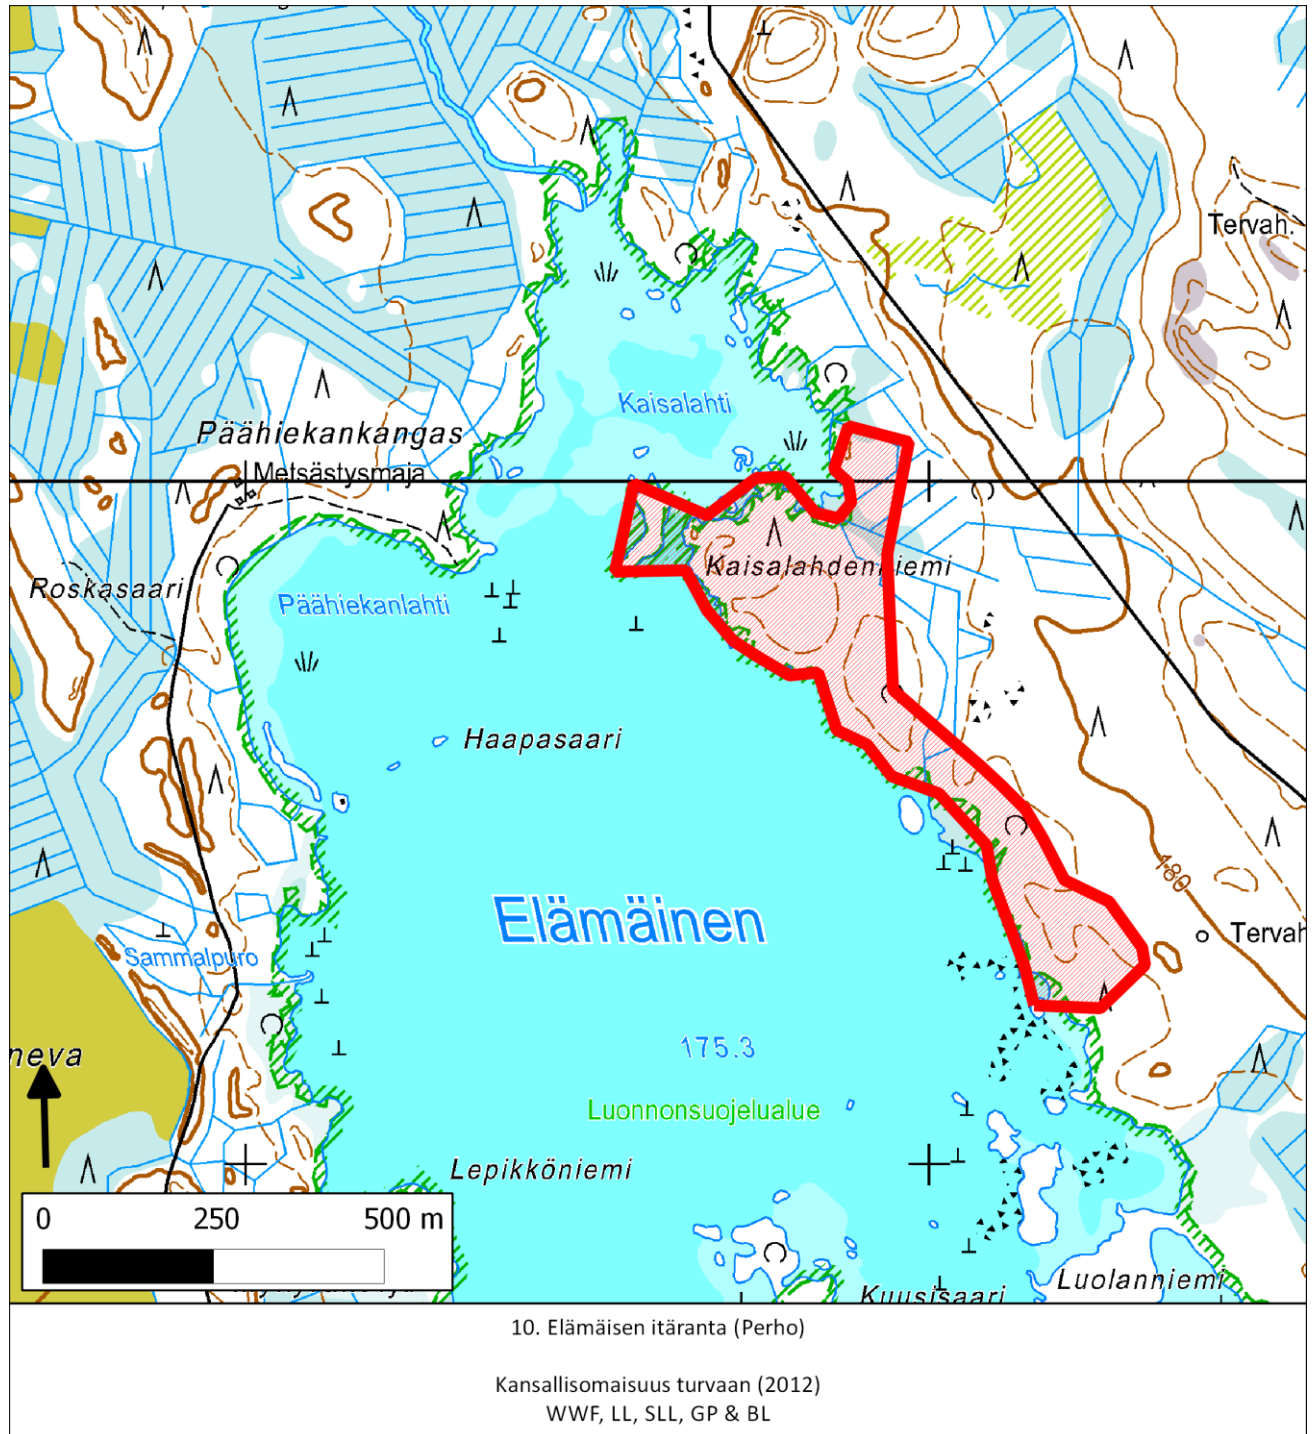 Tervah.
Kaisalahti
Päähiekankangas
Metsästysmaja
Kaisalahdenniemi
Roskasaari
Päähiekanlahti
Haapasaari
180
Elämäinen
Tervah
Sammalpuro
neva
175.3
Luonnonsuojelualue
Lepikköniemi
0 250 500 m
Luolanniemi
Kuusisaari
10. Elämäisen itäranta (Perho)
Kansallisomaisuus turvaan (2012)
WWF, LL, SLL, GP & BL